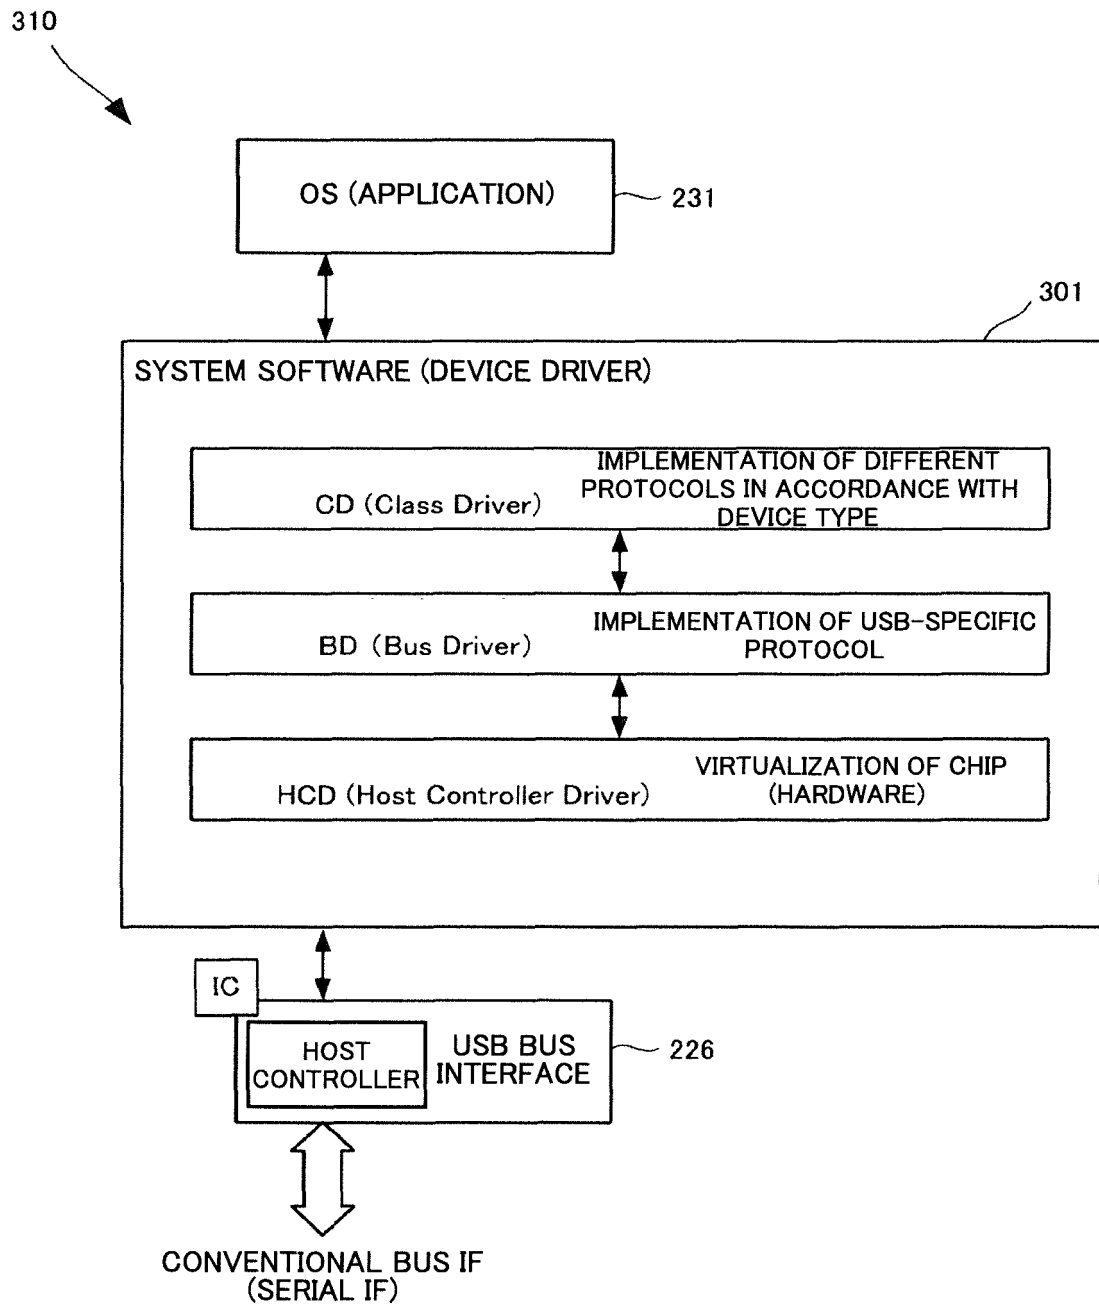 310
OS (APPLICATION)
231
301
SYSTEM SOFTWARE (DEVICE DRIVER)
CD (Class Driver)
IMPLEMENTATION OF DIFFERENT
PROTOCOLS IN ACCORDANCE WITH
DEVICE TYPE
BD (Bus Driver)
IMPLEMENTATION OF USB-SPECIFIC
PROTOCOL
HCD (Host Controller Driver)
VIRTUALIZATION OF CHIP
(HARDWARE)
IC
HOST
CONTROLLER
USB BUS
INTERFACE
226
CONVENTIONAL BUS IF
(SERIAL IF)